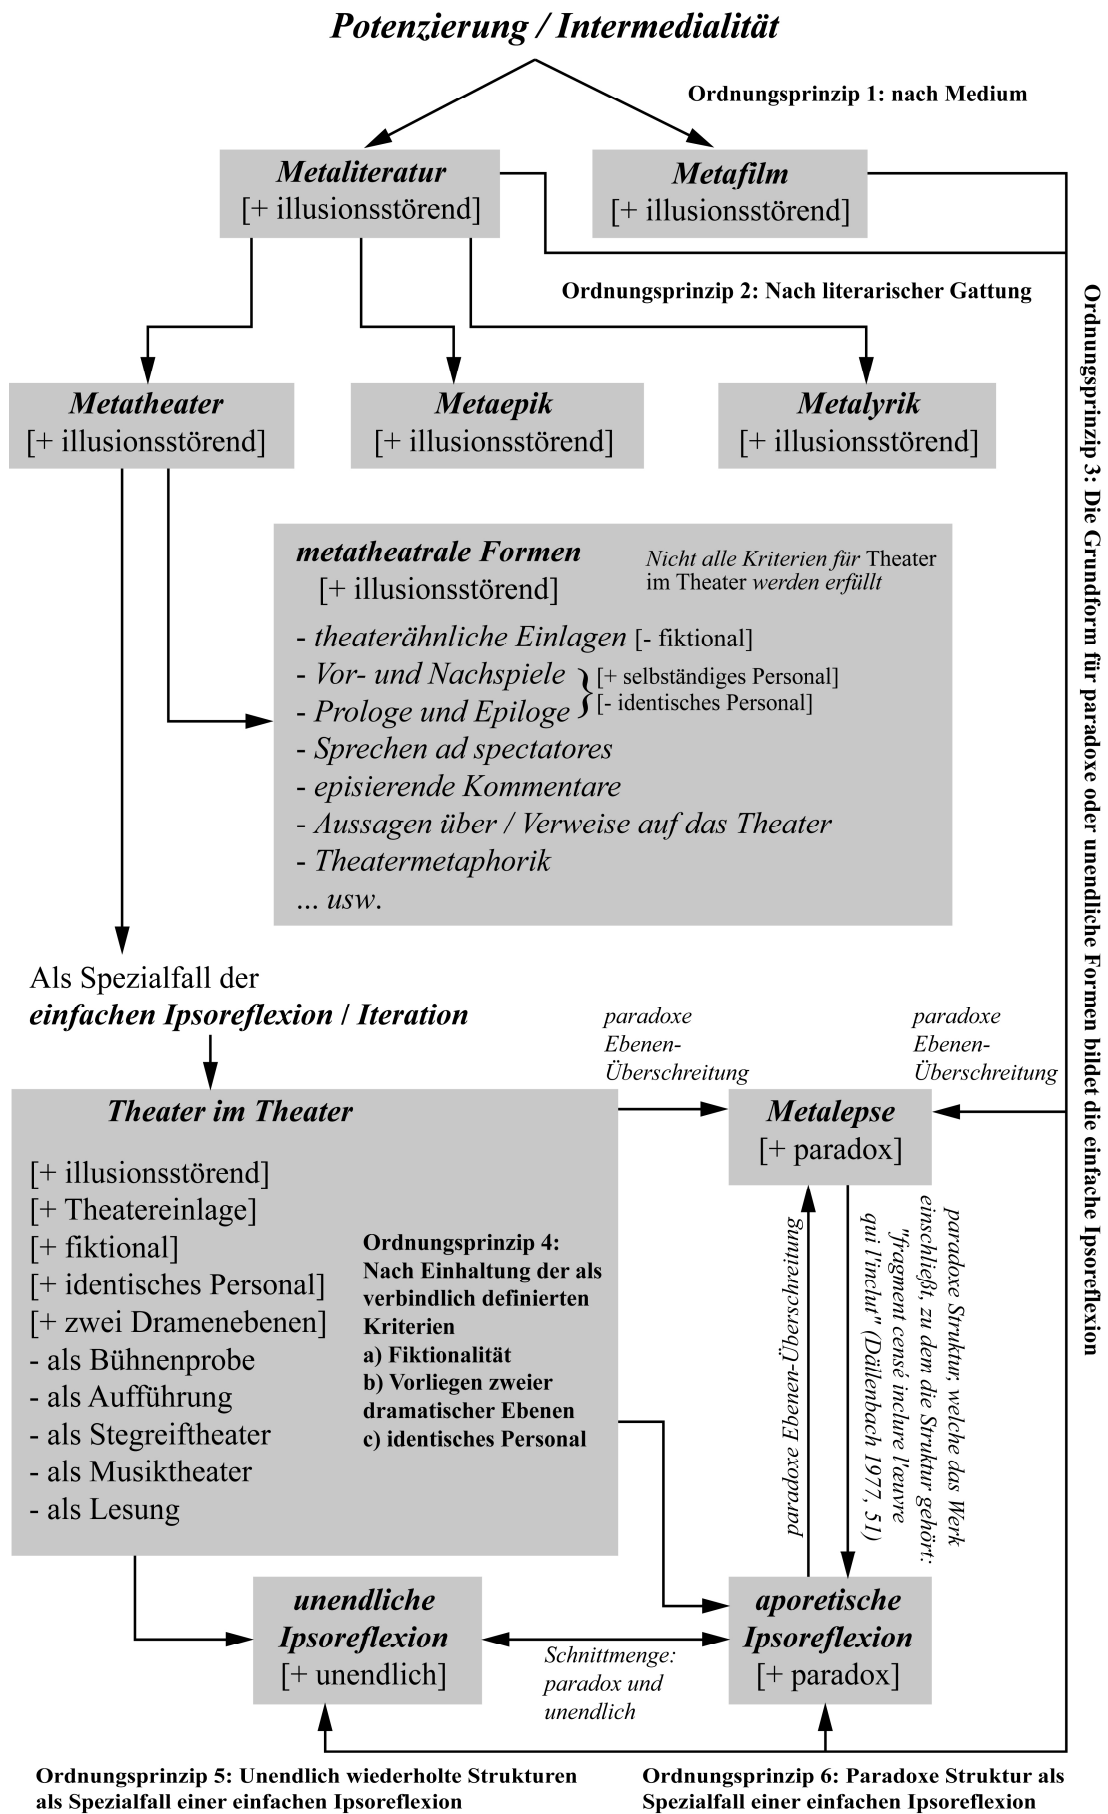 Potenzierung / Intermedialität
Ordnungsprinzip 1: nach Medium
Metaliteratur
[+ illusionsstörend]
Metafilm
[+ illusionsstörend]
Ordnungsprinzip 2: Nach literarischer Gattung
Ordnungsprinzip 3: Die Grundform für paradoxe oder unendliche Formen bildet die einfache Ipsoreflexion
Metatheater
[+ illusionsstörend]
Metaepik
[+ illusionsstörend]
Metalyrik
[+ illusionsstörend]
metatheatrale Formen
[+ illusionsstörend]
Nicht alle Kriterien für Theater
im Theater werden erfüllt
- theaterähnliche Einlagen [- fiktional]
- Vor- und Nachspiele
- Prologe und Epiloge
} [+ selbständiges Personal]
[- identisches Personal]
- Sprechen ad spectatores
- episierende Kommentare
- Aussagen über / Verweise auf das Theater
- Theatermetaphorik
... usw.
Als Spezialfall der
einfachen Ipsoreflexion / Iteration
paradoxe
Ebenen-
Überschreitung
paradoxe
Ebenen-
Überschreitung
Theater im Theater
[+ illusionsstörend]
[+ Theatereinlage]
[+ fiktional]
[+ identisches Personal]
[+ zwei Dramenebenen]
- als Bühnenprobe
- als Aufführung
- als Stegreiftheater
- als Musiktheater
- als Lesung
Ordnungsprinzip 4:
Nach Einhaltung der als
verbindlich definierten
Kriterien
a) Fiktionalität
b) Vorliegen zweier
dramatischer Ebenen
c) identisches Personal
Metalepse
[+ paradox]
paradoxe Ebenen-Überschreitung
paradoxe Struktur, welche das Werk
einschließt, zu dem die Struktur gehört:
"fragment censé inclure l'œuvre
qui l'inclut" (Dällenbach 1977, 51)
unendliche
Ipsoreflexion
[+ unendlich]
Schnittmenge:
paradox und
unendlich
aporetische
Ipsoreflexion
[+ paradox]
Ordnungsprinzip 5: Unendlich wiederholte Strukturen
als Spezialfall einer einfachen Ipsoreflexion
Ordnungsprinzip 6: Paradoxe Struktur als
Spezialfall einer einfachen Ipsoreflexion